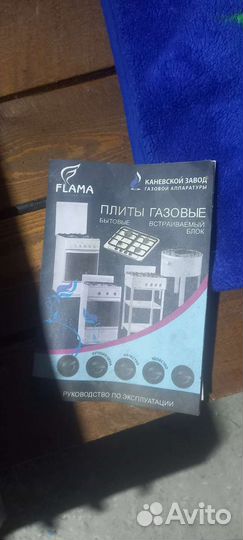 FLAMA
КАНЕВСКОЙ ЗАВОД
ГАЗОВОЙ АППАРАТУРЫ
ПЛИТЫ ГАЗОВЫЕ
БЫТОВЫЕ
ВСТРАИВАЕМЫЙ
БЛОК
РУКОВОДСТВО ПО ЭКСПЛУАТАЦИИ
Avito